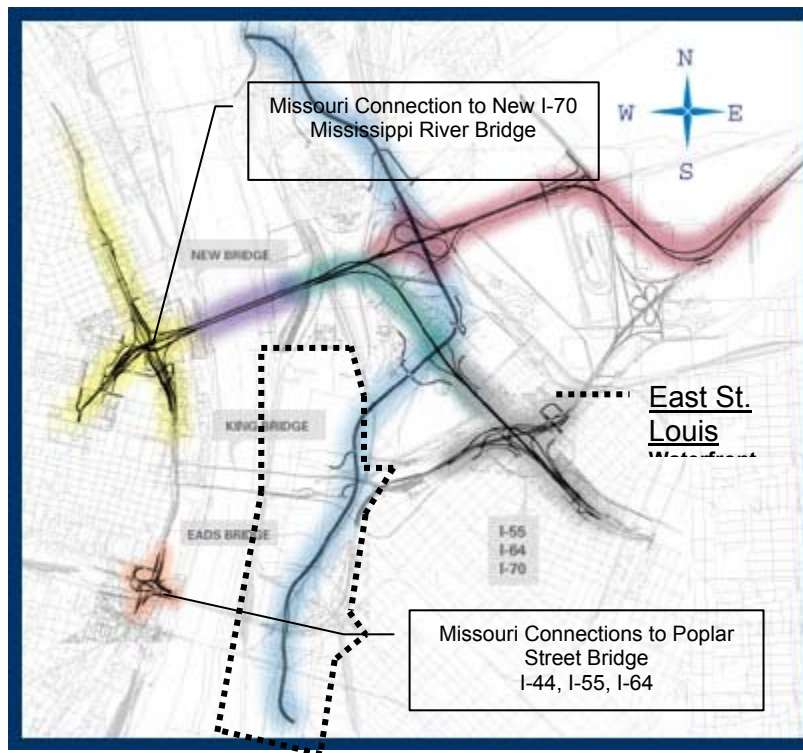 N
Missouri Connection to New I-70
Mississippi River Bridge
W E
S
NEW BRIDGE
East St.
Louis
Waterfront
KING BRIDGE
EADS BRIDGE
I-55
I-64
I-70
Missouri Connections to Poplar
Street Bridge
I-44, I-55, I-64